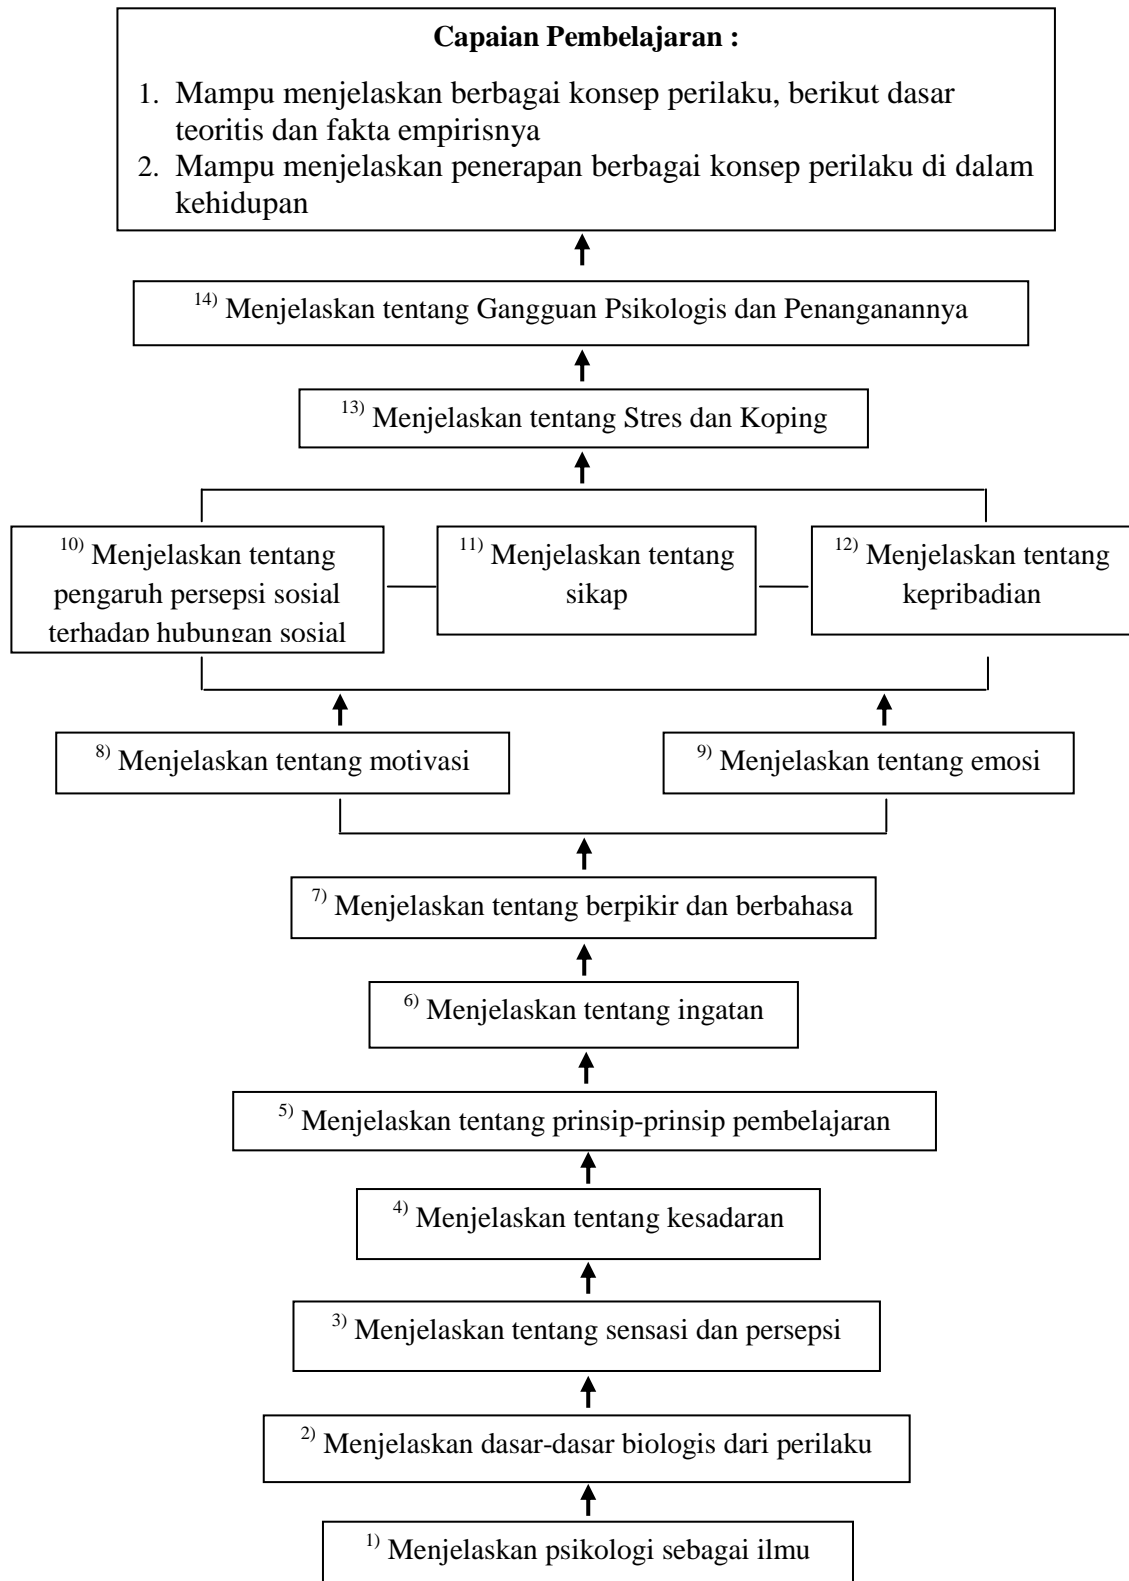 Capaian Pembelajaran :
1. Mampu menjelaskan berbagai konsep perilaku, berikut dasar
teoritis dan fakta empirisnya
2. Mampu menjelaskan penerapan berbagai konsep perilaku di dalam
kehidupan
14) Menjelaskan tentang Gangguan Psikologis dan Penanganannya
13) Menjelaskan tentang Stres dan Koping
10) Menjelaskan tentang
pengaruh persepsi sosial
terhadap hubungan sosial
11) Menjelaskan tentang
sikap
12) Menjelaskan tentang
kepribadian
8) Menjelaskan tentang motivasi
9) Menjelaskan tentang emosi
7) Menjelaskan tentang berpikir dan berbahasa
6) Menjelaskan tentang ingatan
5) Menjelaskan tentang prinsip-prinsip pembelajaran
4) Menjelaskan tentang kesadaran
3) Menjelaskan tentang sensasi dan persepsi
2) Menjelaskan dasar-dasar biologis dari perilaku
1) Menjelaskan psikologi sebagai ilmu